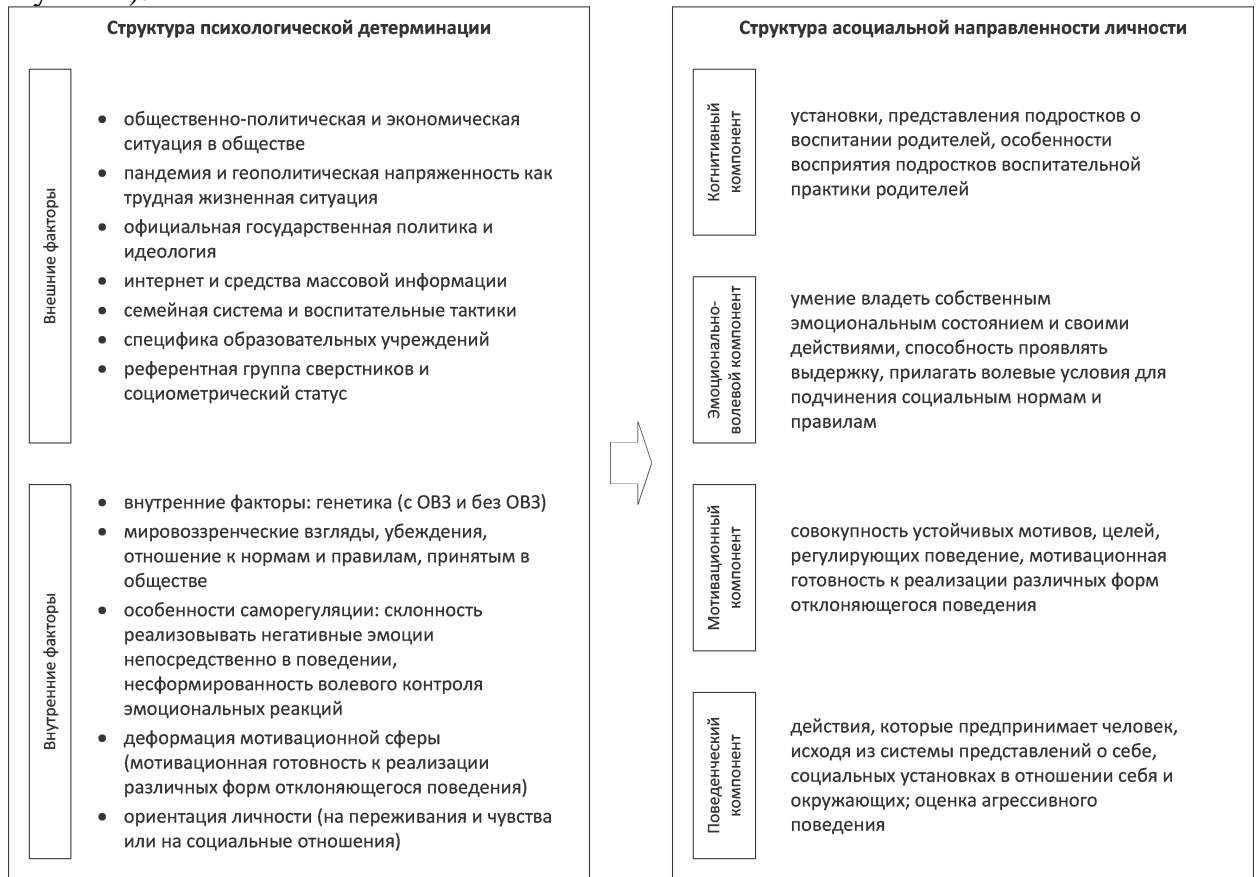 Структура психологической детерминации
Внешние факторы
• общественно-политическая и экономическая
ситуация в обществе
• пандемия и геополитическая напряженность как
трудная жизненная ситуация
• официальная государственная политика и
идеология
• интернет и средства массовой информации
• семейная система и воспитательные тактики
• специфика образовательных учреждений
• референтная группа сверстников и
социометрический статус
Внутренние факторы
• внутренние факторы: генетика (с ОВЗ и без ОВЗ)
• мировоззренческие взгляды, убеждения,
отношение к нормам и правилам, принятым в
обществе
• особенности саморегуляции: склонность
реализовывать негативные эмоции
непосредственно в поведении,
несформированность волевого контроля
эмоциональных реакций
• деформация мотивационной сферы
(мотивационная готовность к реализации
различных форм отклоняющегося поведения)
• ориентация личности (на переживания и чувства
или на социальные отношения)
Структура асоциальной направленности личности
Когнитивный
компонент
установки, представления подростков о
воспитании родителей, особенности
восприятия подростков воспитательной
практики родителей
Эмоционально-
волевой компонент
умение владеть собственным
эмоциональным состоянием и своими
действиями, способность проявлять
выдержку, прилагать волевые условия для
подчинения социальным нормам и
правилам
Мотивационный
компонент
совокупность устойчивых мотивов, целей,
регулирующих поведение, мотивационная
готовность к реализации различных форм
отклоняющегося поведения
Поведенческий
компонент
действия, которые предпринимает человек,
исходя из системы представлений о себе,
социальных установках в отношении себя и
окружающих; оценка агрессивного
поведения